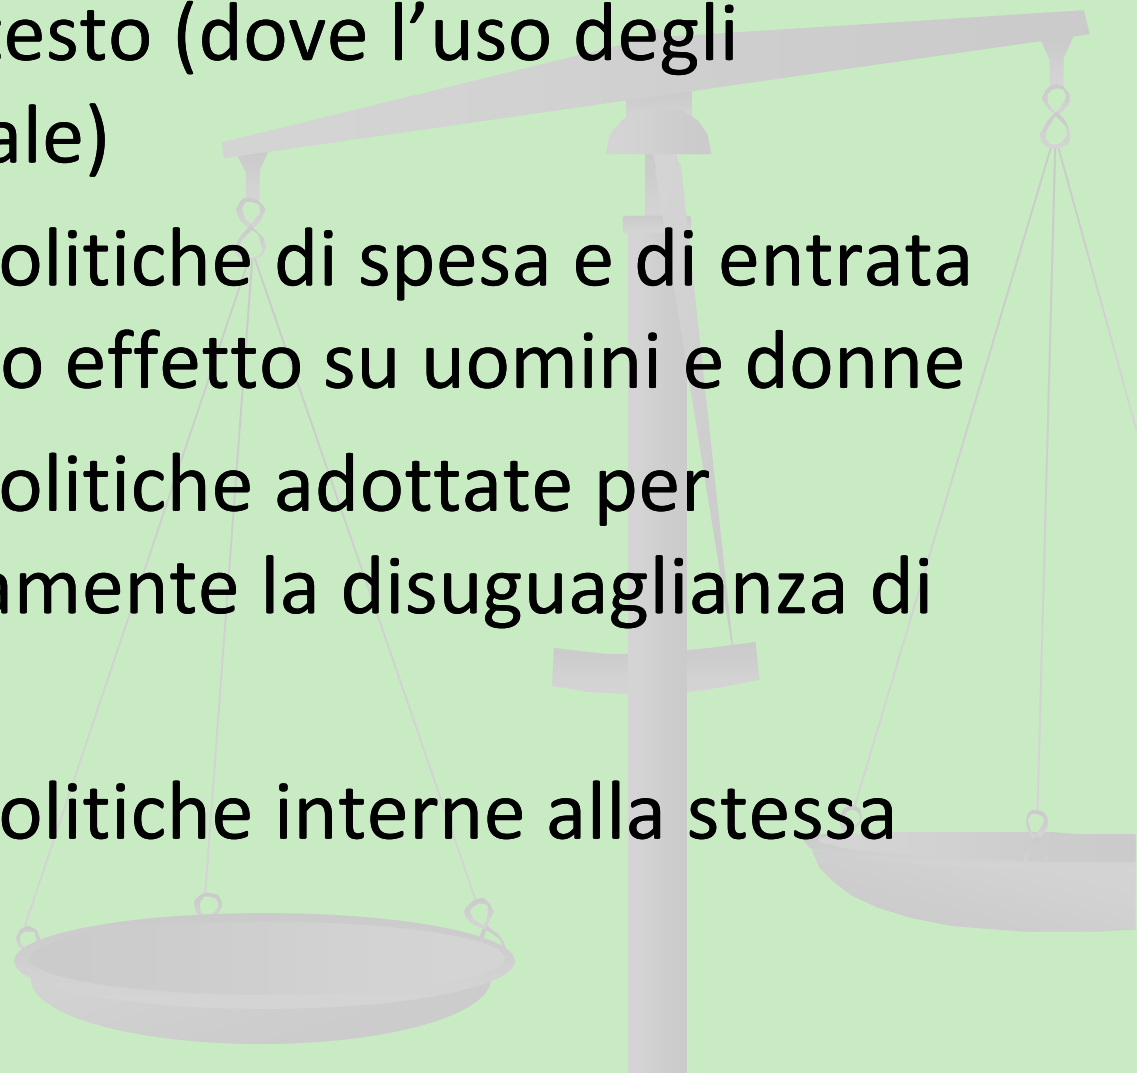 testo (dove l’uso degli
ale)
olitiche di spesa e di entrata
o effetto su uomini e donne
olitiche adottate per
amente la disuguaglianza di
olitiche interne alla stessa